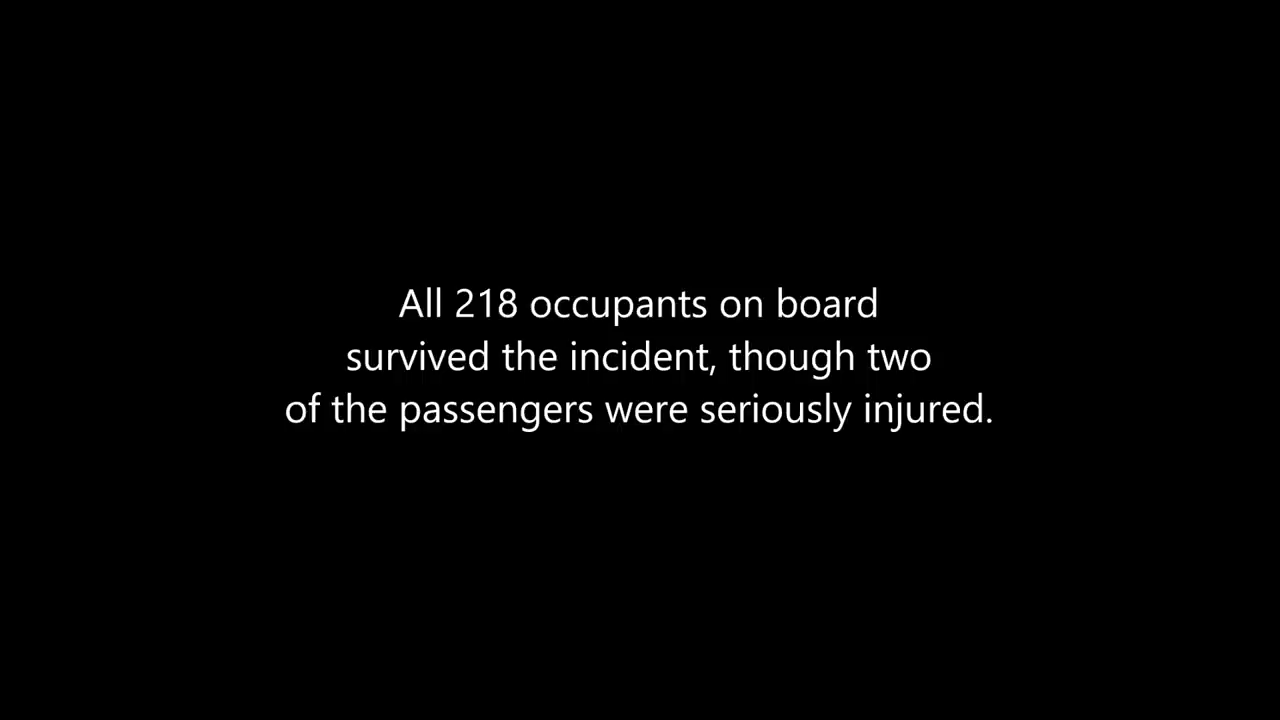 All 218 occupants on board
survived the incident, though two
of the passengers were seriously injured.